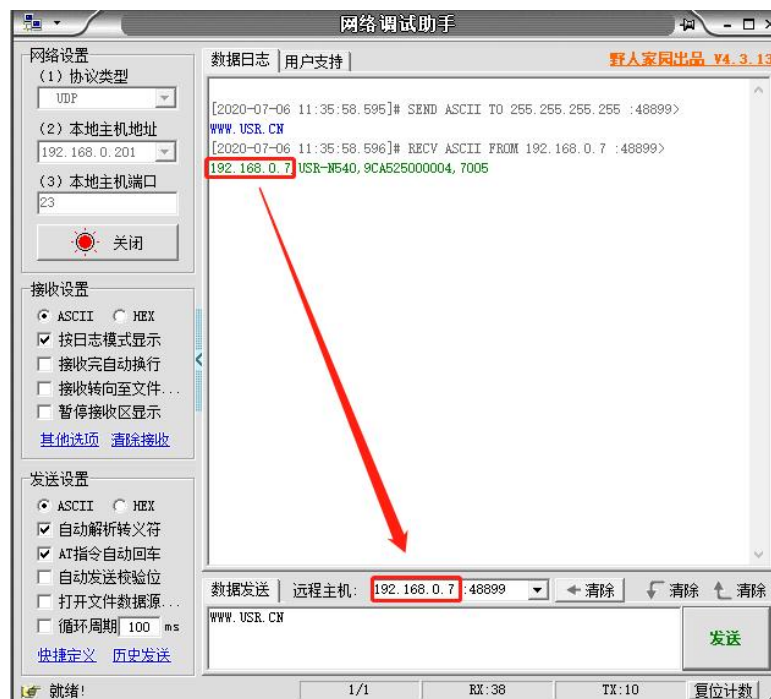 网络调试助手
网络设置
(1) 协议类型
UDP
(2) 本地主机地址
192.168.0.201
(3) 本地主机端口
23
关闭
接收设置
ASCII HEX
按日志模式显示
接收完自动换行
接收转向至文件...
暂停接收区显示
其他选项 清除接收
发送设置
ASCII HEX
自动解析转义符
AT指令自动回车
自动发送校验位
打开文件数据源...
循环周期 100 ms
快捷定义 历史发送
数据日志 用户支持 野人家园出品 V4.3.13
[2020-07-06 11:35:58.595]# SEND ASCII TO 255.255.255.255 :48899>
WWW.USR.CN
[2020-07-06 11:35:58.596]# RECV ASCII FROM 192.168.0.7 :48899>
192.168.0.7,USR-N540,9CA525000004,7005
数据发送 远程主机: 192.168.0.7 :48899 清除 清除 清除
WWW.USR.CN
发送
就绪! 1/1 RX:38 TX:10 复位计数